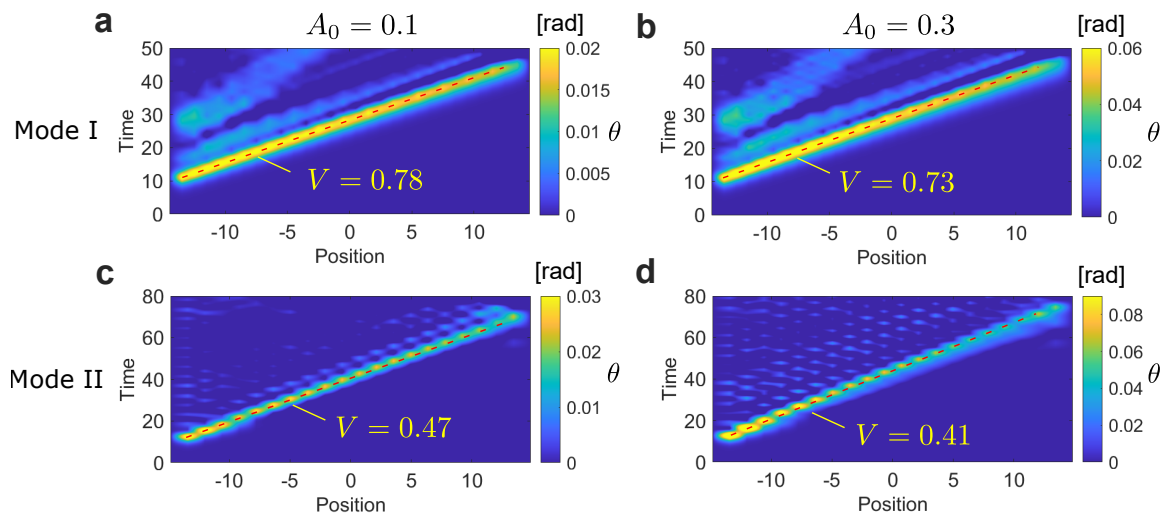 a
A₀ = 0.1
[rad]
b
A₀ = 0.3
[rad]
Mode I
Time
50
40
30
20
10
0
V = 0.78
-10
-5
0
5
10
Position
0.02
0.015
0.01
0.005
0
θ
50
40
30
20
10
0
Time
V = 0.73
-10
-5
0
5
10
Position
0.06
0.04
0.02
0
θ
c
[rad]
d
[rad]
Mode II
Time
80
60
40
20
0
V = 0.47
-10
-5
0
5
10
Position
0.03
0.02
0.01
0
θ
80
60
40
20
0
Time
V = 0.41
-10
-5
0
5
10
Position
0.08
0.06
0.04
0.02
0
θ